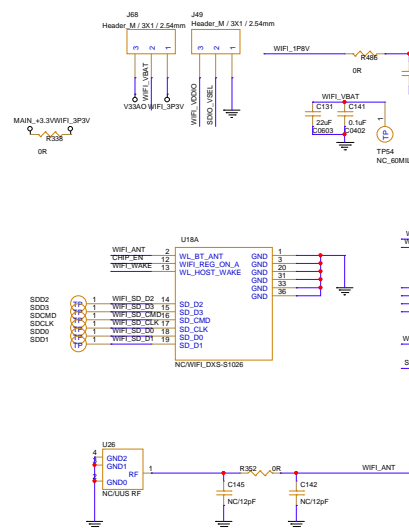 J68
Header_M / 3X1 / 2.54mm
3
2
1
WIFI_VBAT
V33AO
WIFI_3P3V
J49
Header_M / 3X1 / 2.54mm
3
2
1
WIFI_VDDIO
SDIO_VSEL
WIFI_1P8V
R486
0R
WIFI_VBAT
C131
22uF
C0603
C141
0.1uF
C0402
1
TP
TP54
NC_60MIL
MAIN_+3.3V
WIFI_3P3V
R338
0R
U18A
WIFI_ANT 2 WL_BT_ANT GND 1
CHIP_EN 12 WIFI_REG_ON_A GND 3
WIFI_WAKE 13 WL_HOST_WAKE GND 20
GND 31
GND 33
GND 36
SDD2 TP 1 WIFI_SD_D2 14 SD_D2
SDD3 TP 1 WIFI_SD_D3 15 SD_D3
SDCMD TP 1 WIFI_SD_CMD 16 SD_CMD
SDCLK TP 1 WIFI_SD_CLK 17 SD_CLK
SDD0 TP 1 WIFI_SD_D0 18 SD_D0
SDD1 TP 1 WIFI_SD_D1 19 SD_D1
NC/WIFI_DXS-S1026
U26
4 GND2
GND1
GND0
RF 1
NC/UUS RF
R352 0R
WIFI_ANT
C145
NC/12pF
C142
NC/12pF